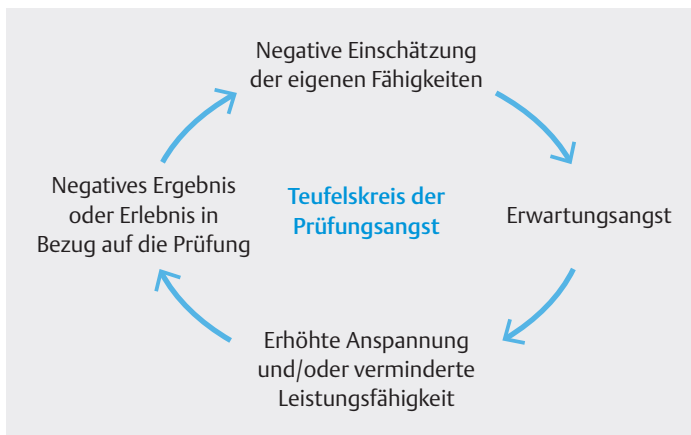 Negative Einschätzung
der eigenen Fähigkeiten
Negatives Ergebnis
oder Erlebnis in
Bezug auf die Prüfung
Teufelskreis der
Prüfungsangst
Erwartungsangst
Erhöhte Anspannung
und/oder verminderte
Leistungsfähigkeit